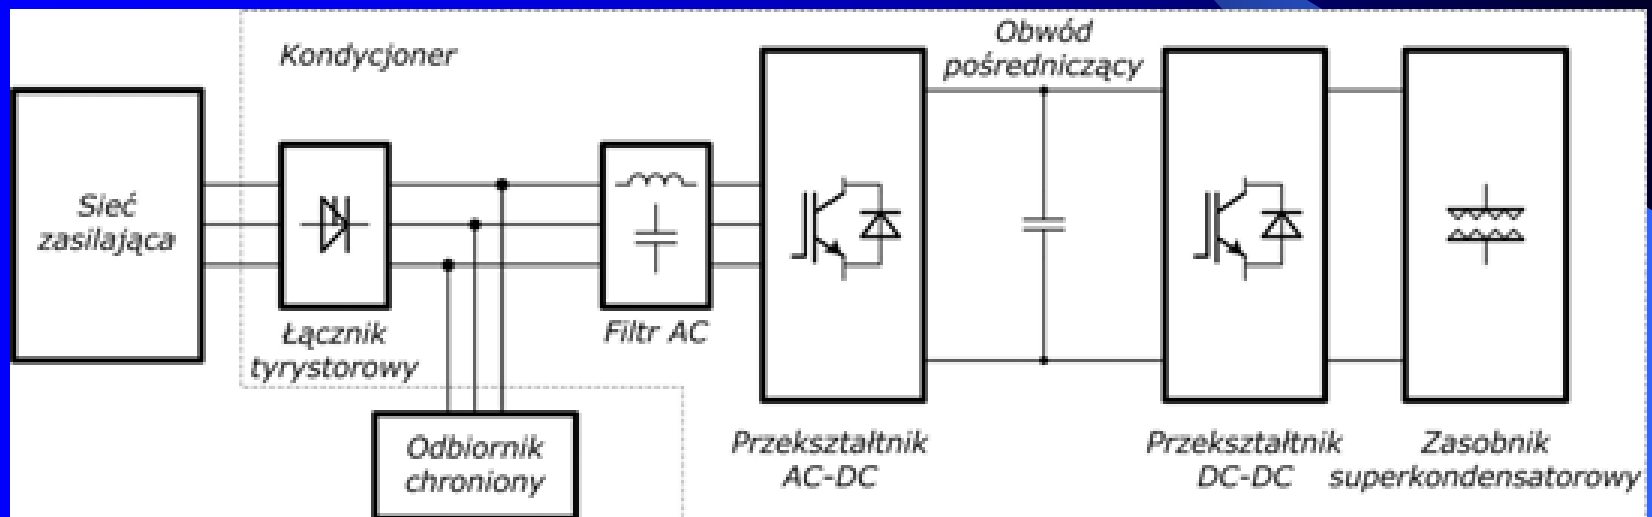 Kondycjoner
Obwód
pośredniczący
Sieć
zasilająca
Łącznik
tyrystorowy
Filtr AC
Odbiornik
chroniony
Przekształtnik
AC-DC
Przekształtnik
DC-DC
Zasobnik
superkondensatorowy